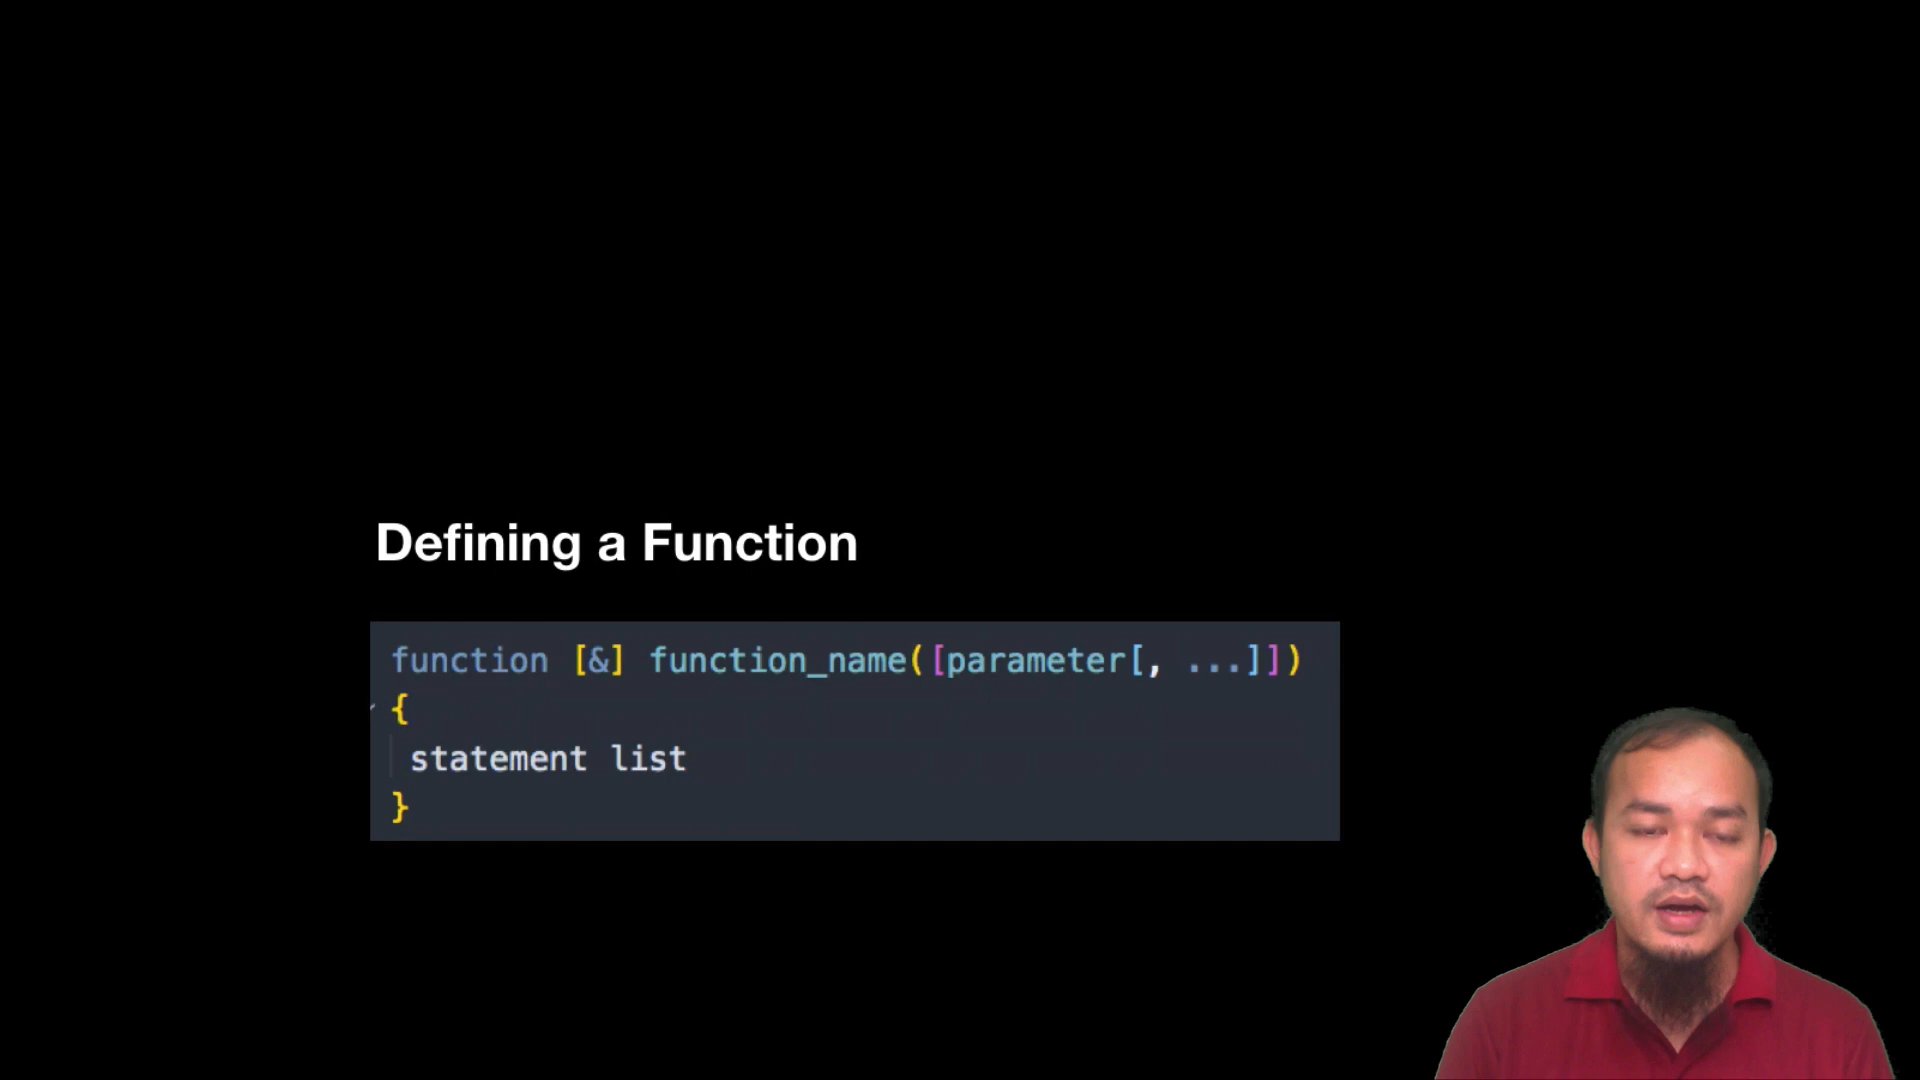 Defining a Function
function [&] function_name([parameter[, ...]])
{
statement list
}